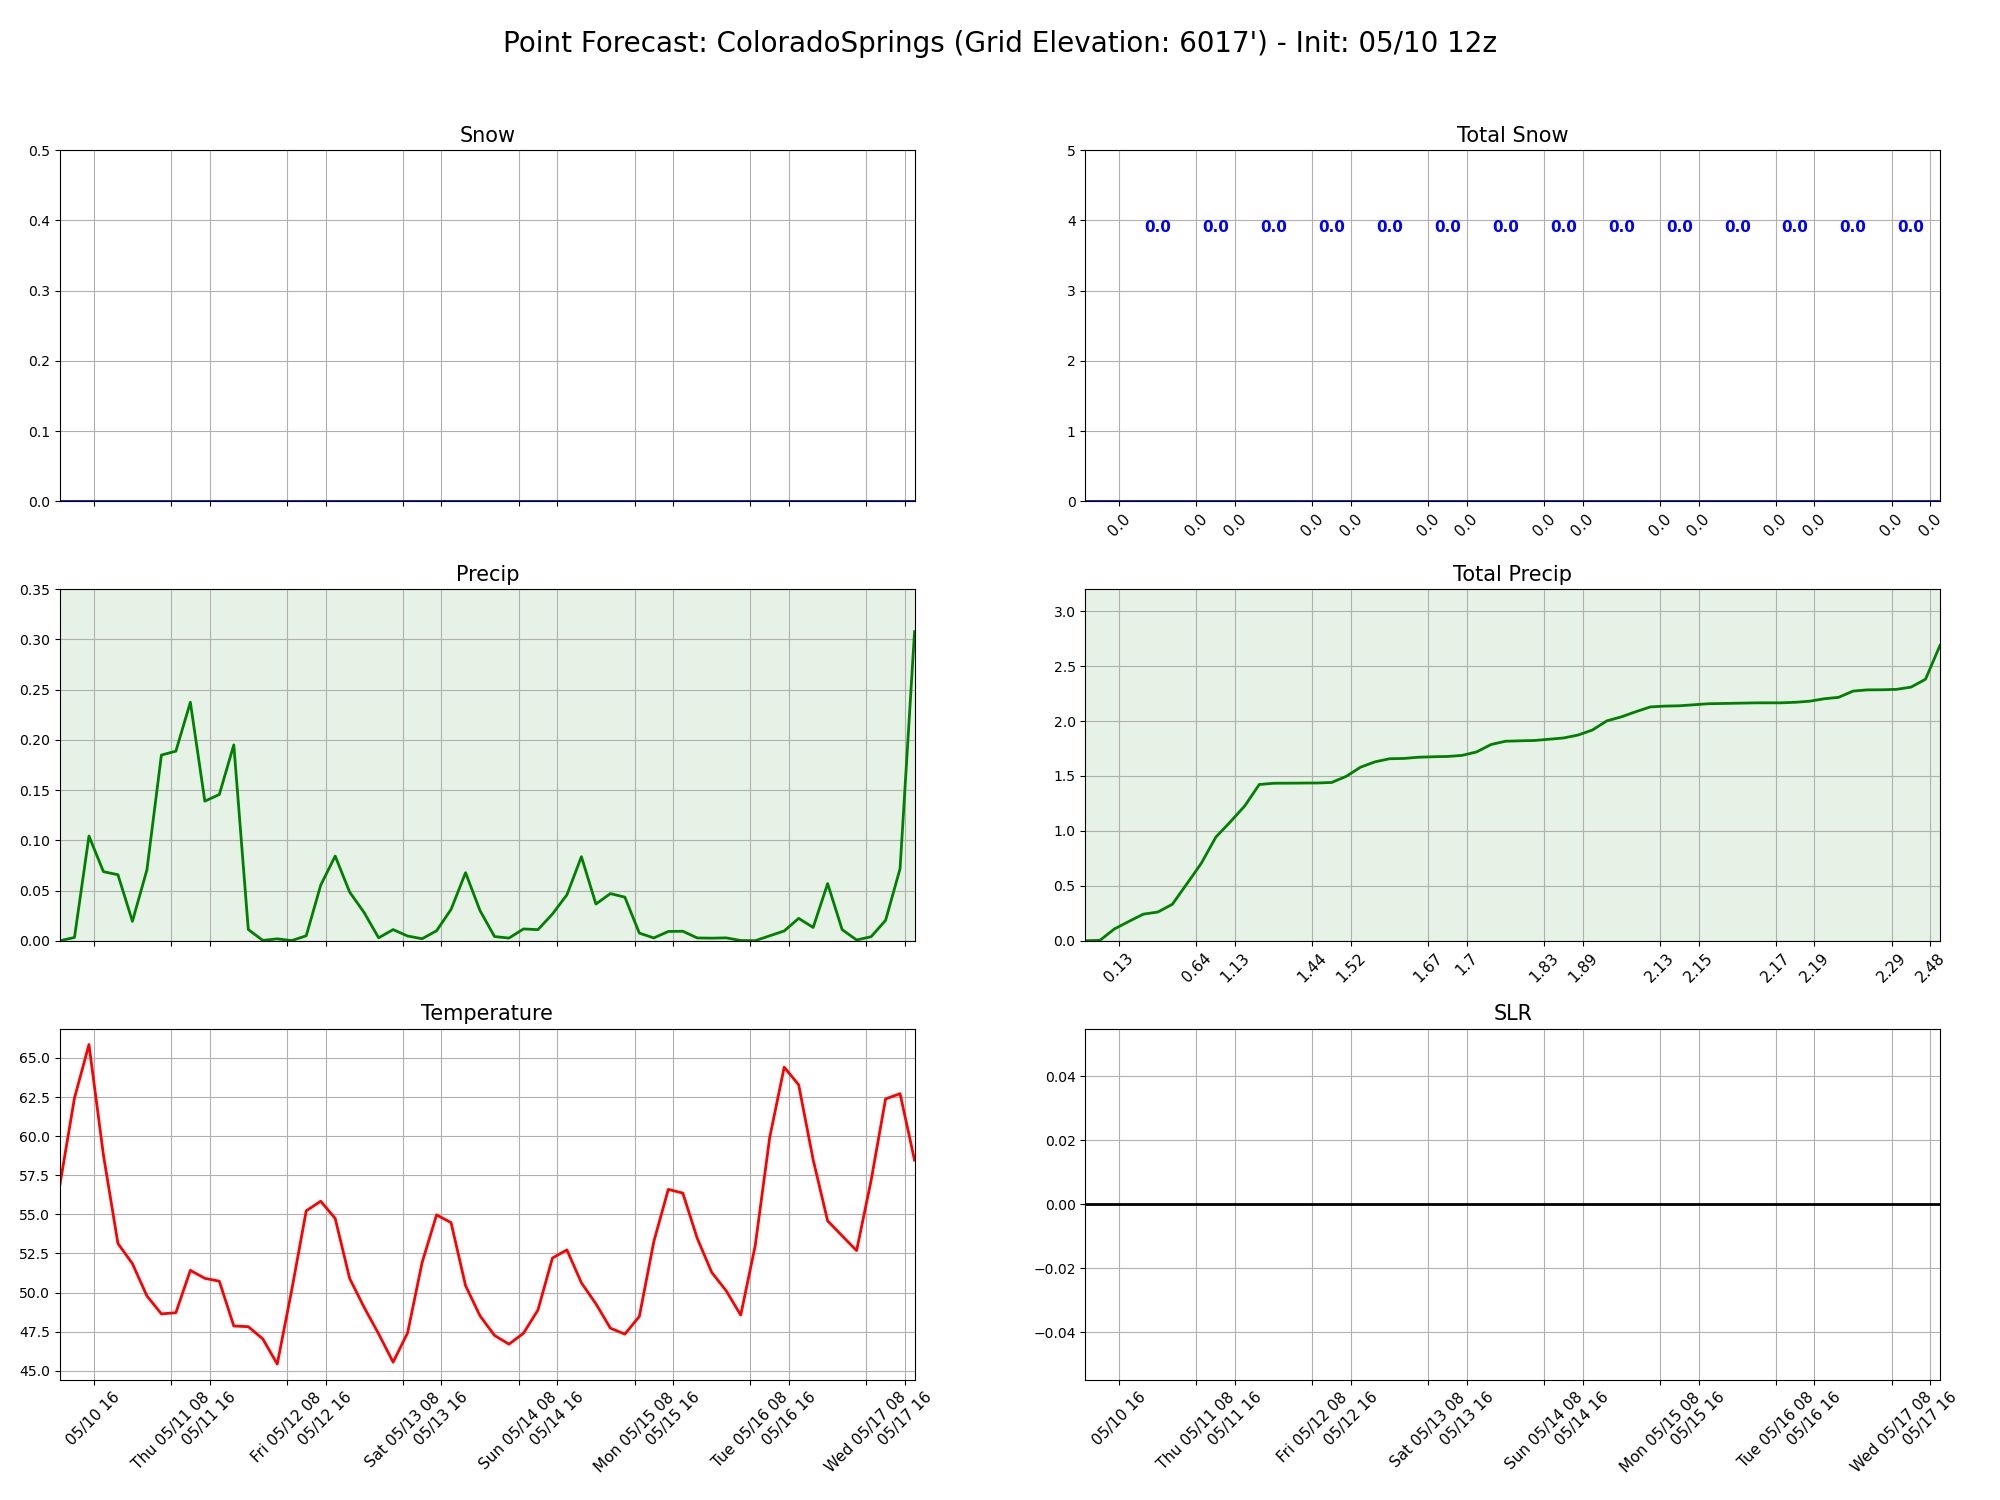 Point Forecast: ColoradoSprings (Grid Elevation: 6017') - Init: 05/10 12z
Snow
0.5
0.4
0.3
0.2
0.1
0.0
Total Snow
5
4
3
2
1
0
0.0 0.0 0.0 0.0 0.0 0.0 0.0 0.0 0.0 0.0 0.0 0.0 0.0 0.0
0.0 0.0 0.0 0.0 0.0 0.0 0.0 0.0 0.0 0.0 0.0 0.0 0.0 0.0 0.0
Precip
0.35
0.30
0.25
0.20
0.15
0.10
0.05
0.00
Total Precip
3.0
2.5
2.0
1.5
1.0
0.5
0.0
0.13 0.64 1.13 1.44 1.52 1.67 1.7 1.83 1.89 2.13 2.15 2.17 2.19 2.29 2.48
Temperature
65.0
62.5
60.0
57.5
55.0
52.5
50.0
47.5
45.0
05/10 16
Thu 05/11 08
05/11 16
Fri 05/12 08
05/12 16
Sat 05/13 08
05/13 16
Sun 05/14 08
05/14 16
Mon 05/15 08
05/15 16
Tue 05/16 08
05/16 16
Wed 05/17 08
05/17 16
SLR
0.04
0.02
0.00
−0.02
−0.04
05/10 16
Thu 05/11 08
05/11 16
Fri 05/12 08
05/12 16
Sat 05/13 08
05/13 16
Sun 05/14 08
05/14 16
Mon 05/15 08
05/15 16
Tue 05/16 08
05/16 16
Wed 05/17 08
05/17 16